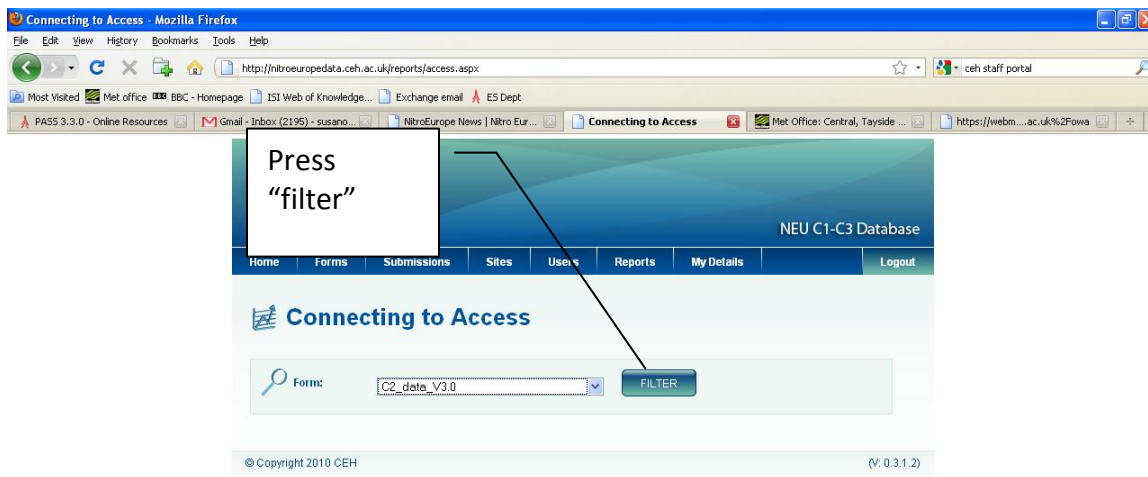 Connecting to Access - Mozilla Firefox
File Edit View History Bookmarks Tools Help
http://nitroeuropedata.ceh.ac.uk/reports/access.aspx ceh staff portal
Most Visited Met office BBC - Homepage ISI Web of Knowledge... Exchange email ES Dept
PASS 3.3.0 - Online Resources Gmail - Inbox (2195) - susano... NitroEurope News | Nitro Eur... Connecting to Access Met Office: Central, Tayside ... https://webm....ac.uk%2Fowa
Press
“filter”
NEU C1-C3 Database
Home Forms Submissions Sites Users Reports My Details Logout
Connecting to Access
Form: C2_data_V3.0 FILTER
© Copyright 2010 CEH (V: 0.3.1.2)